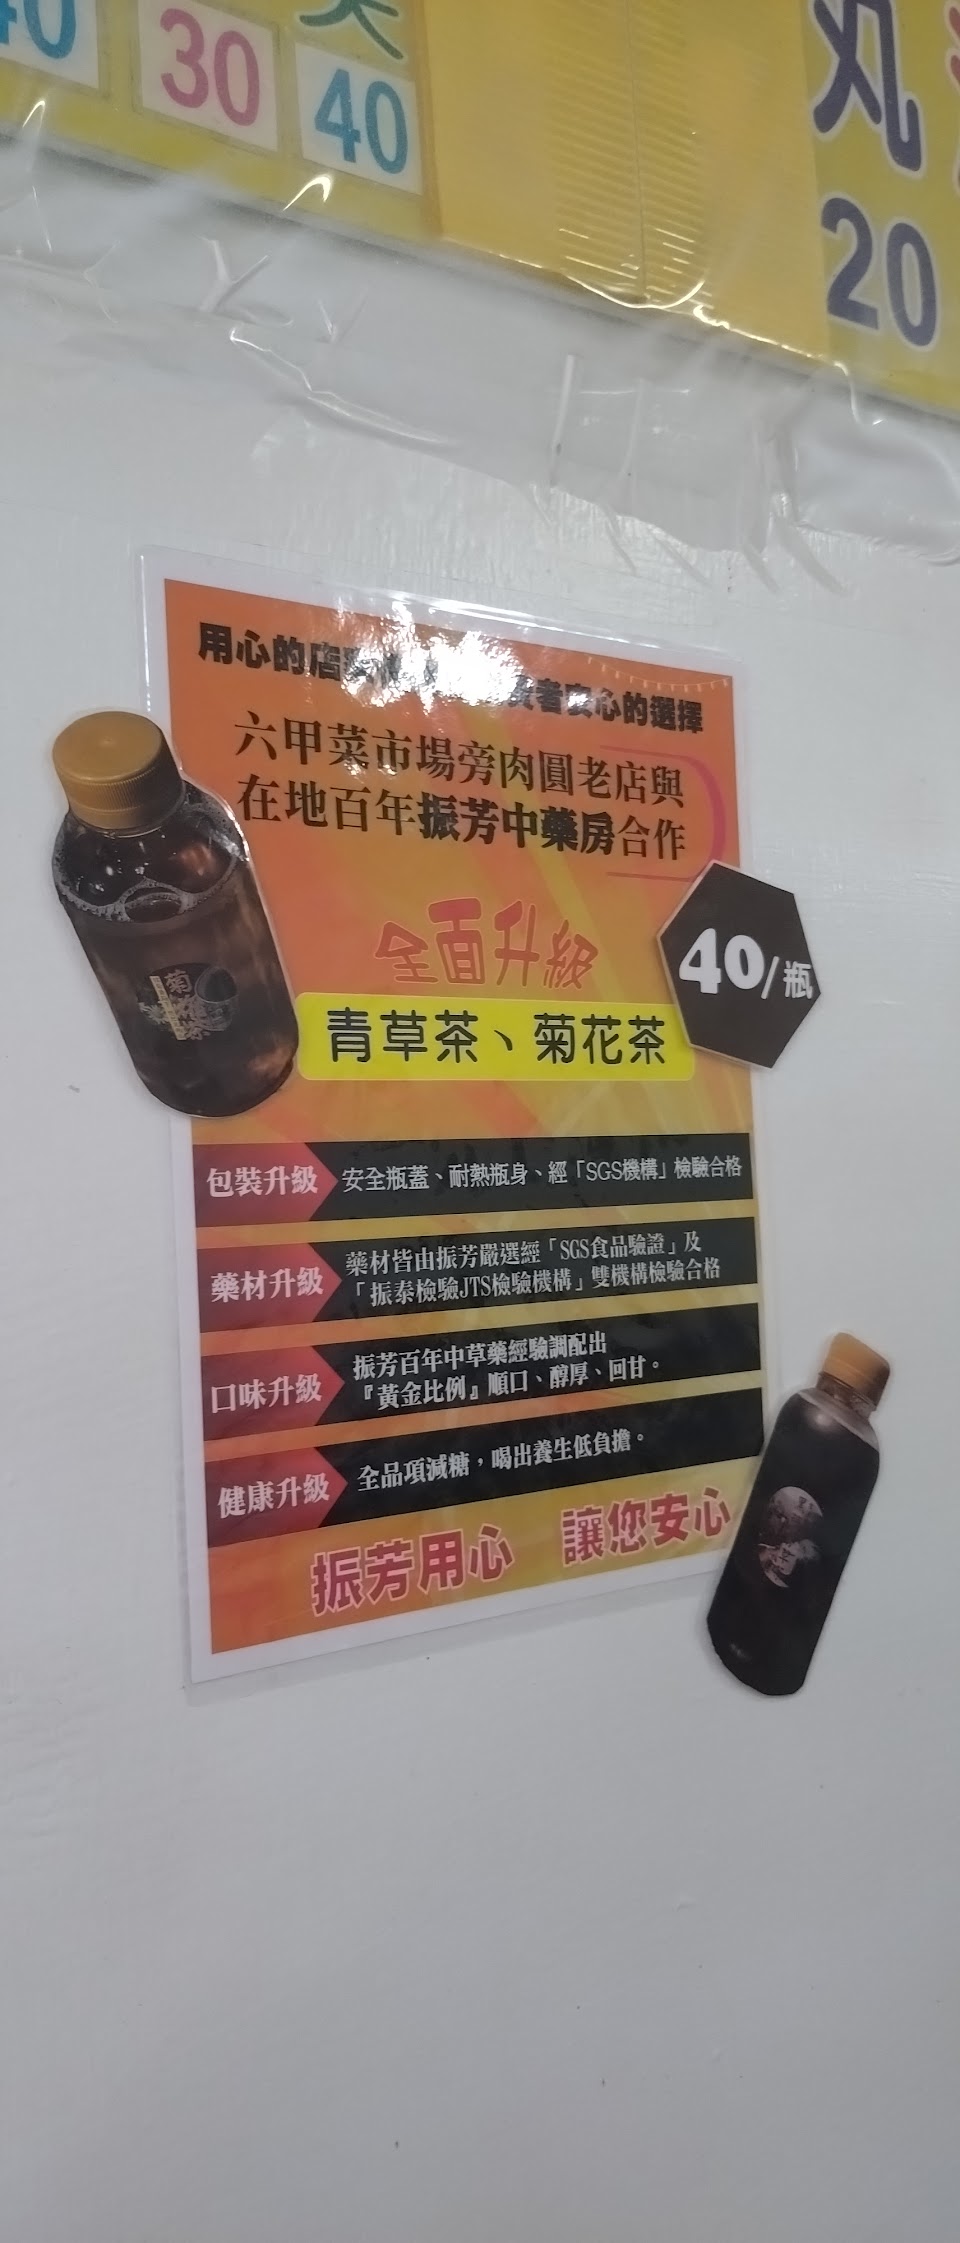 40
30
40
丸
20
用心的店
者安心的選擇
六甲菜市場旁肉圓老店與
在地百年振芳中藥房合作
全面升級
40/瓶
青草茶、菊花茶
菊花茶
包裝升級 安全瓶蓋、耐熱瓶身、經「SGS機構」檢驗合格
藥材升級 藥材皆由振芳嚴選經「SGS食品驗證」及
「振泰檢驗JTS檢驗機構」雙機構檢驗合格
口味升級 振芳百年中草藥經驗調配出
『黃金比例』順口、醇厚、回甘。
健康升級 全品項減糖，喝出養生低負擔。
振芳用心 讓您安心